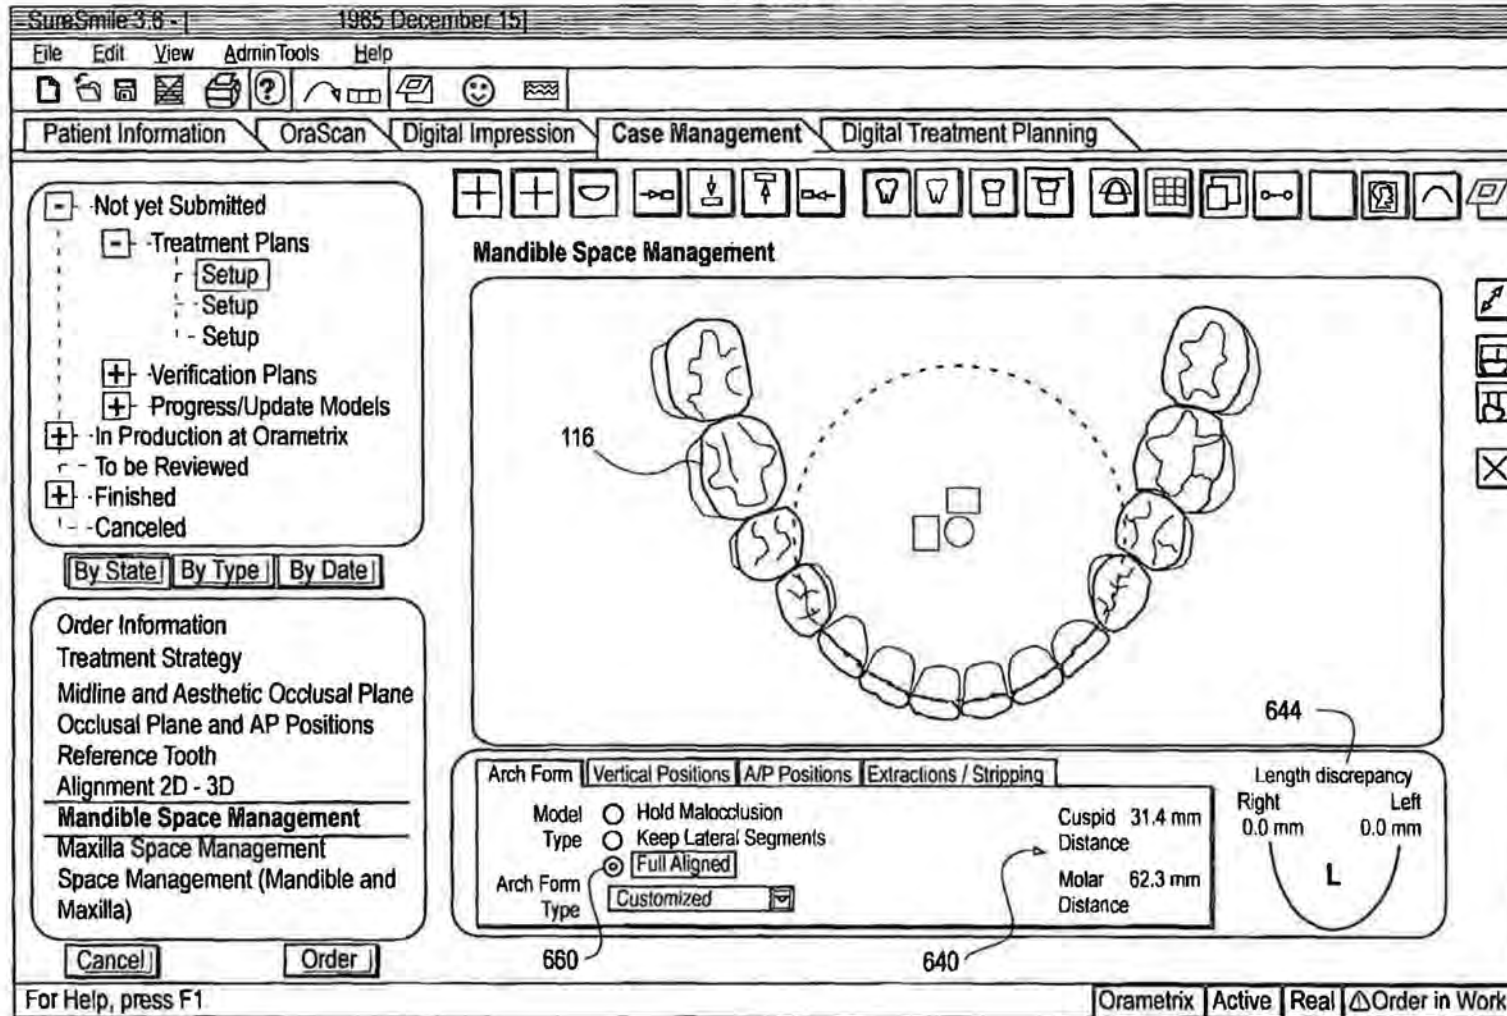 SureSmile 3.6 - [ 1985 December 15]
File Edit View AdminTools Help
?
Patient Information OraScan Digital Impression Case Management Digital Treatment Planning
- Not yet Submitted
- Treatment Plans
Setup
Setup
Setup
+ Verification Plans
+ Progress/Update Models
+ In Production at Orametrix
To be Reviewed
+ Finished
Canceled
By State By Type By Date
Order Information
Treatment Strategy
Midline and Aesthetic Occlusal Plane
Occlusal Plane and AP Positions
Reference Tooth
Alignment 2D - 3D
Mandible Space Management
Maxilla Space Management
Space Management (Mandible and
Maxilla)
Cancel Order
Mandible Space Management
116
644
Arch Form Vertical Positions A/P Positions Extractions / Stripping
Model Type
Hold Malocclusion
Keep Lateral Segments
Full Aligned
Arch Form Type
Customized
Cuspid Distance 31.4 mm
Molar Distance 62.3 mm
Length discrepancy
Right Left
0.0 mm 0.0 mm
L
660
640
For Help, press F1
Orametrix Active Real Order in Work